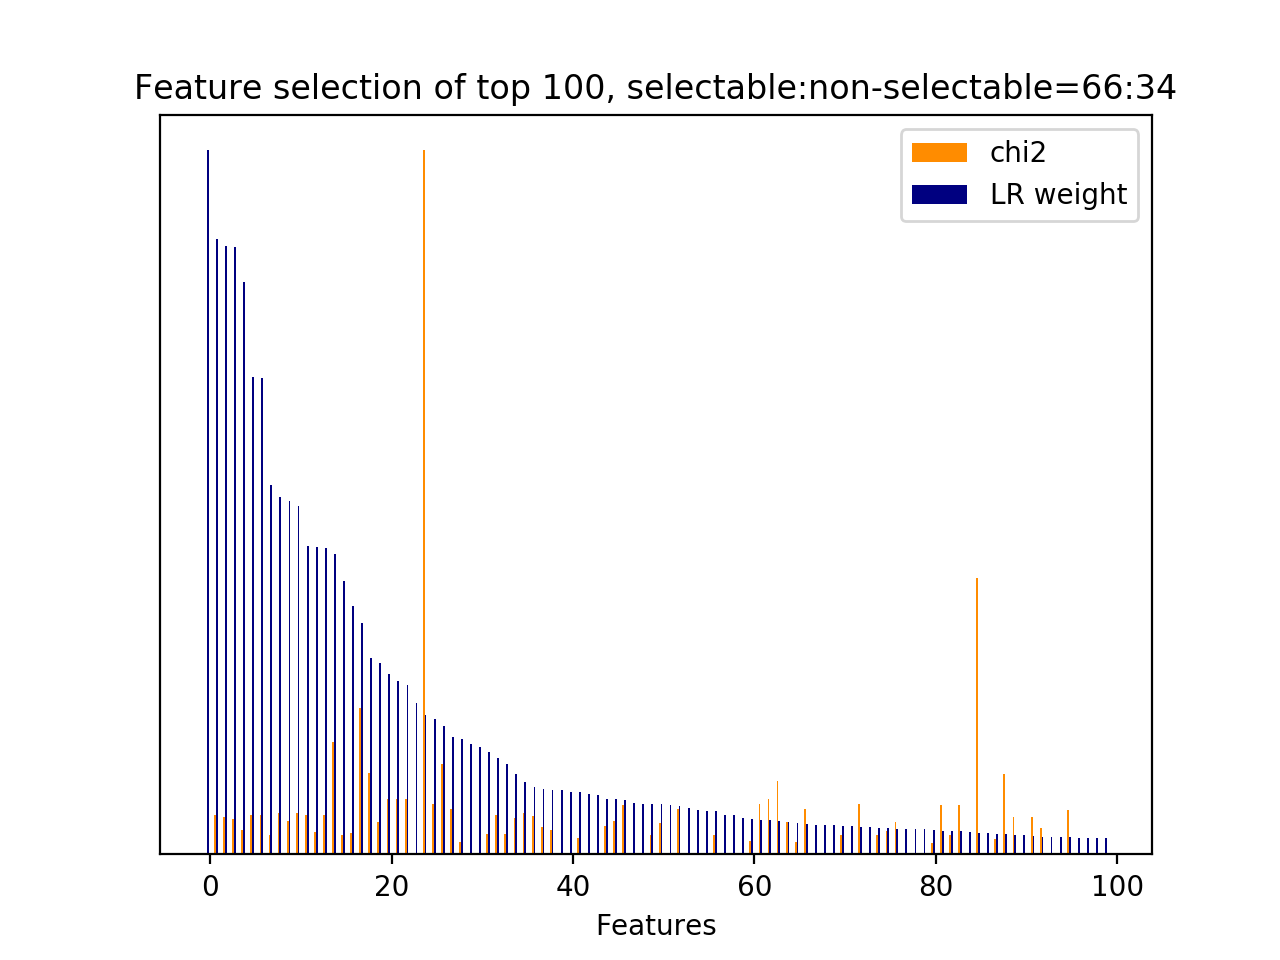 Feature selection of top 100, selectable:non-selectable=66:34
chi2
LR weight
0 20 40 60 80 100
Features